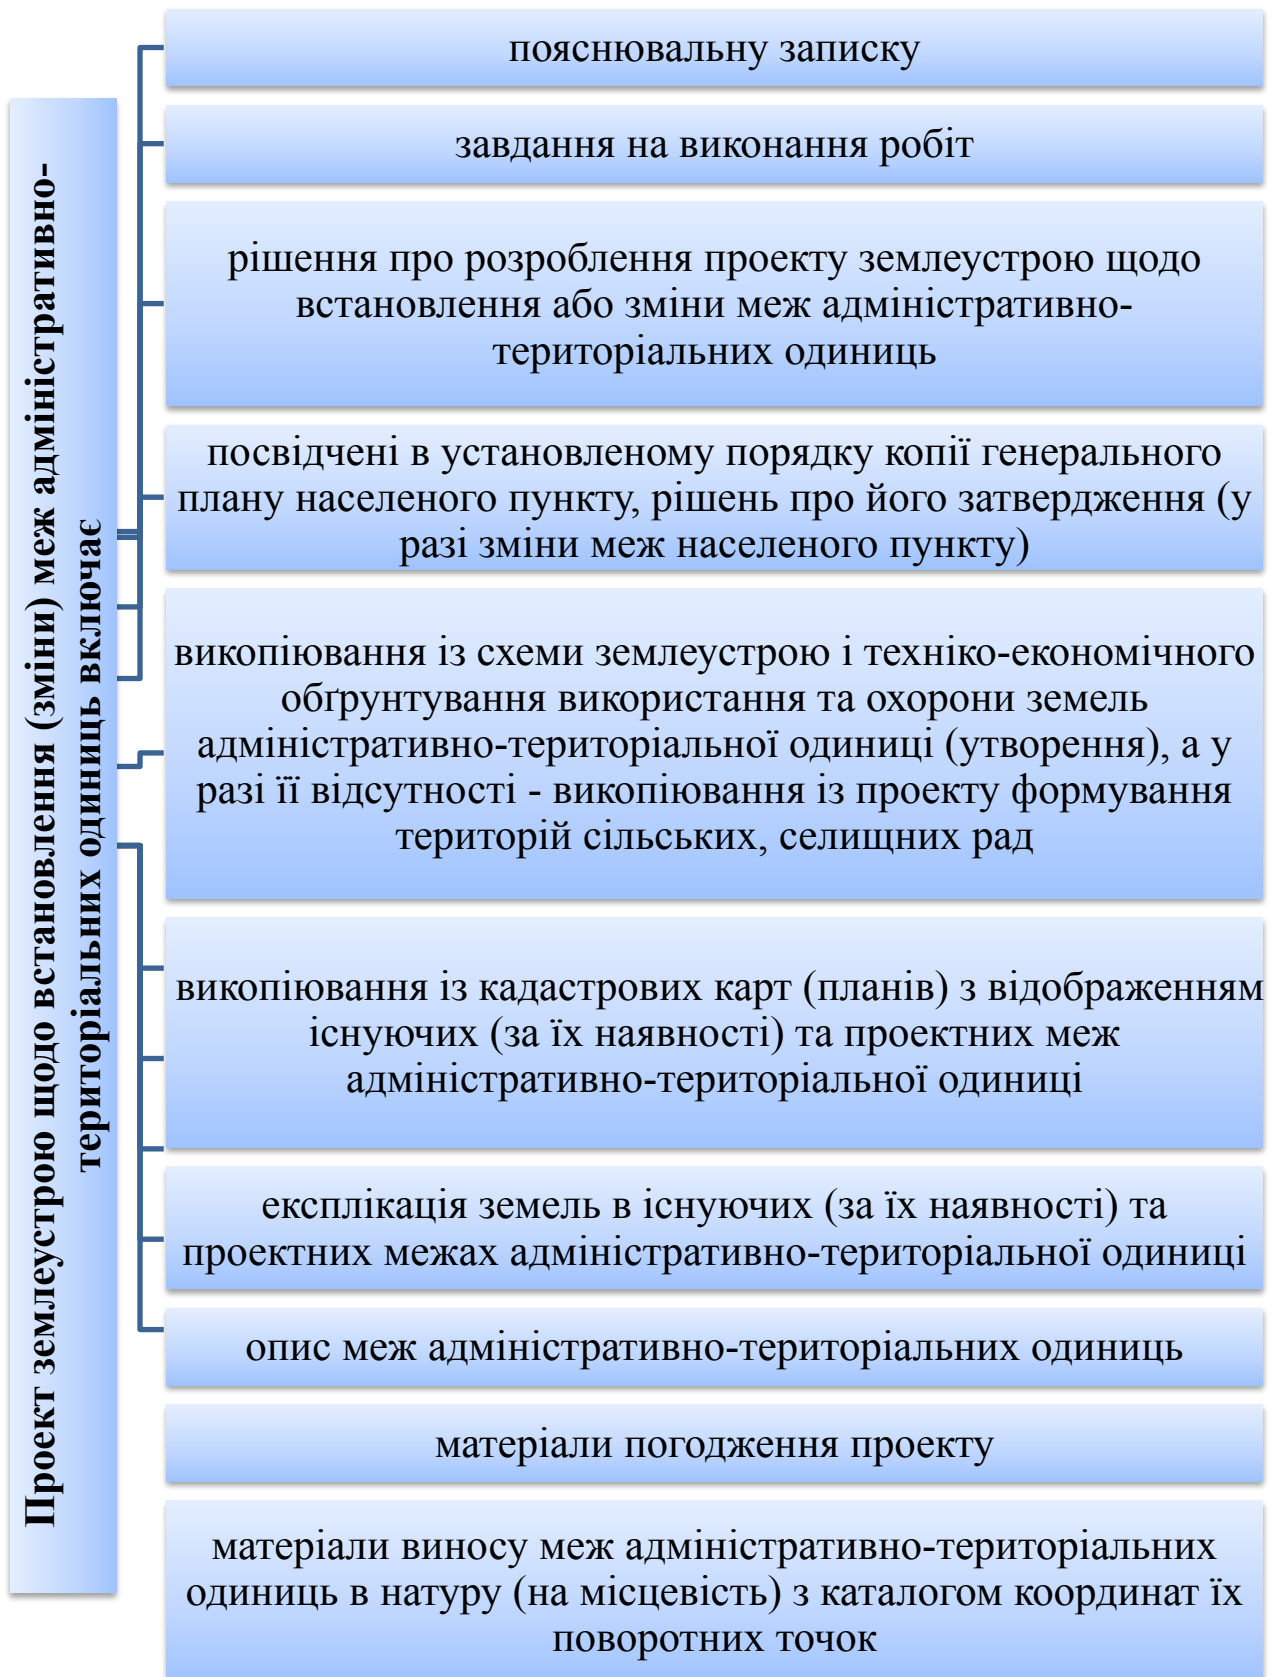 Проект землеустрою щодо встановлення (зміни) меж адміністративно-
територіальних одиниць включає
пояснювальну записку
завдання на виконання робіт
рішення про розроблення проекту землеустрою щодо
встановлення або зміни меж адміністративно-
територіальних одиниць
посвідчені в установленому порядку копії генерального
плану населеного пункту, рішень про його затвердження (у
разі зміни меж населеного пункту)
викопіювання із схеми землеустрою і техніко-економічного
обґрунтування використання та охорони земель
адміністративно-територіальної одиниці (утворення), а у
разі її відсутності - викопіювання із проекту формування
територій сільських, селищних рад
викопіювання із кадастрових карт (планів) з відображенням
існуючих (за їх наявності) та проектних меж
адміністративно-територіальної одиниці
експлікація земель в існуючих (за їх наявності) та
проектних межах адміністративно-територіальної одиниці
опис меж адміністративно-територіальних одиниць
матеріали погодження проекту
матеріали виносу меж адміністративно-територіальних
одиниць в натуру (на місцевість) з каталогом координат їх
поворотних точок